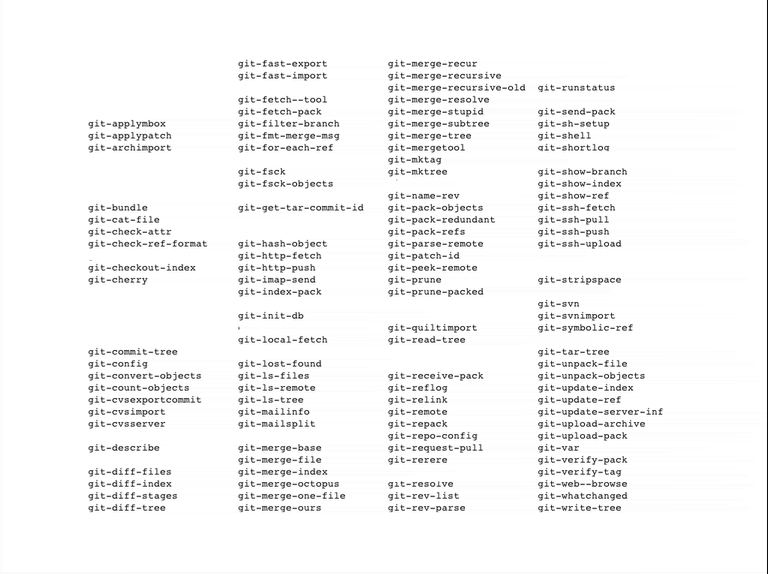 git-fast-export git-merge-recur
git-fast-import git-merge-recursive
git-merge-recursive-old git-runstatus
git-fetch--tool git-merge-resolve
git-fetch-pack git-merge-stupid git-send-pack
git-applymbox git-filter-branch git-merge-subtree git-sh-setup
git-applypatch git-fmt-merge-msg git-merge-tree git-shell
git-archimport git-for-each-ref git-mergetool git-shortlog
git-mktag
git-fsck git-mktree git-show-branch
git-fsck-objects git-show-index
git-name-rev git-show-ref
git-bundle git-get-tar-commit-id git-pack-objects git-ssh-fetch
git-cat-file git-pack-redundant git-ssh-pull
git-check-attr git-pack-refs git-ssh-push
git-check-ref-format git-hash-object git-parse-remote git-ssh-upload
git-http-fetch git-patch-id
git-checkout-index git-http-push git-peek-remote
git-cherry git-imap-send git-prune git-stripspace
git-index-pack git-prune-packed
git-svn
git-init-db git-svnimport
git-quiltimport git-symbolic-ref
git-local-fetch git-read-tree
git-commit-tree git-tar-tree
git-config git-lost-found git-unpack-file
git-convert-objects git-ls-files git-receive-pack git-unpack-objects
git-count-objects git-ls-remote git-reflog git-update-index
git-cvsexportcommit git-ls-tree git-relink git-update-ref
git-cvsimport git-mailinfo git-remote git-update-server-inf
git-cvsserver git-mailsplit git-repack git-upload-archive
git-repo-config git-upload-pack
git-describe git-merge-base git-request-pull git-var
git-merge-file git-rerere git-verify-pack
git-diff-files git-merge-index git-verify-tag
git-diff-index git-merge-octopus git-resolve git-web--browse
git-diff-stages git-merge-one-file git-rev-list git-whatchanged
git-diff-tree git-merge-ours git-rev-parse git-write-tree